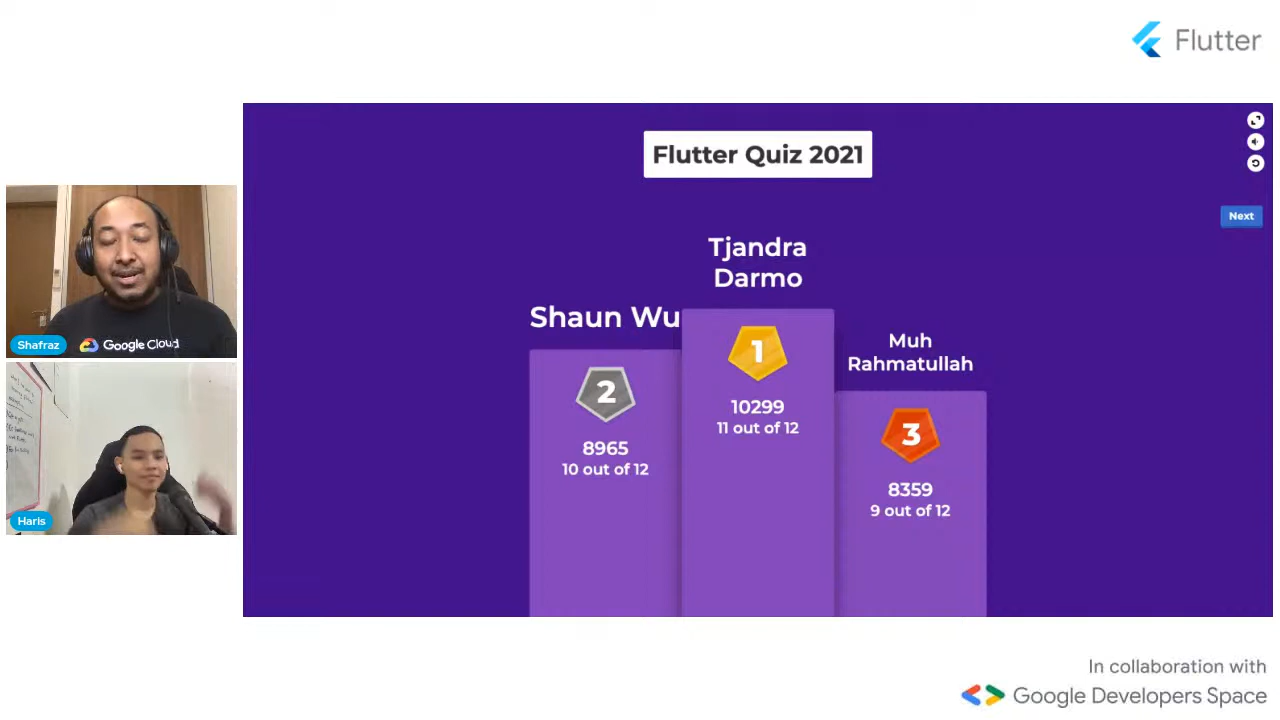 Flutter
Flutter Quiz 2021
Next
Tjandra
Darmo
Shaun Wu
Muh
Rahmatullah
1
10299
11 out of 12
2
8965
10 out of 12
3
8359
9 out of 12
Shafraz
Google Cloud
Haris
In collaboration with
Google Developers Space